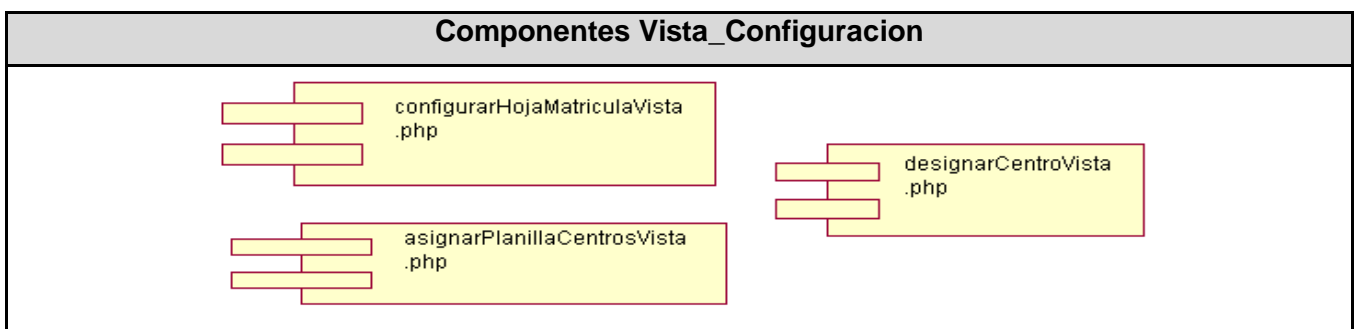 Componentes Vista_Configuracion
configurarHojaMatriculaVista
.php
designarCentroVista
.php
asignarPlanillaCentrosVista
.php